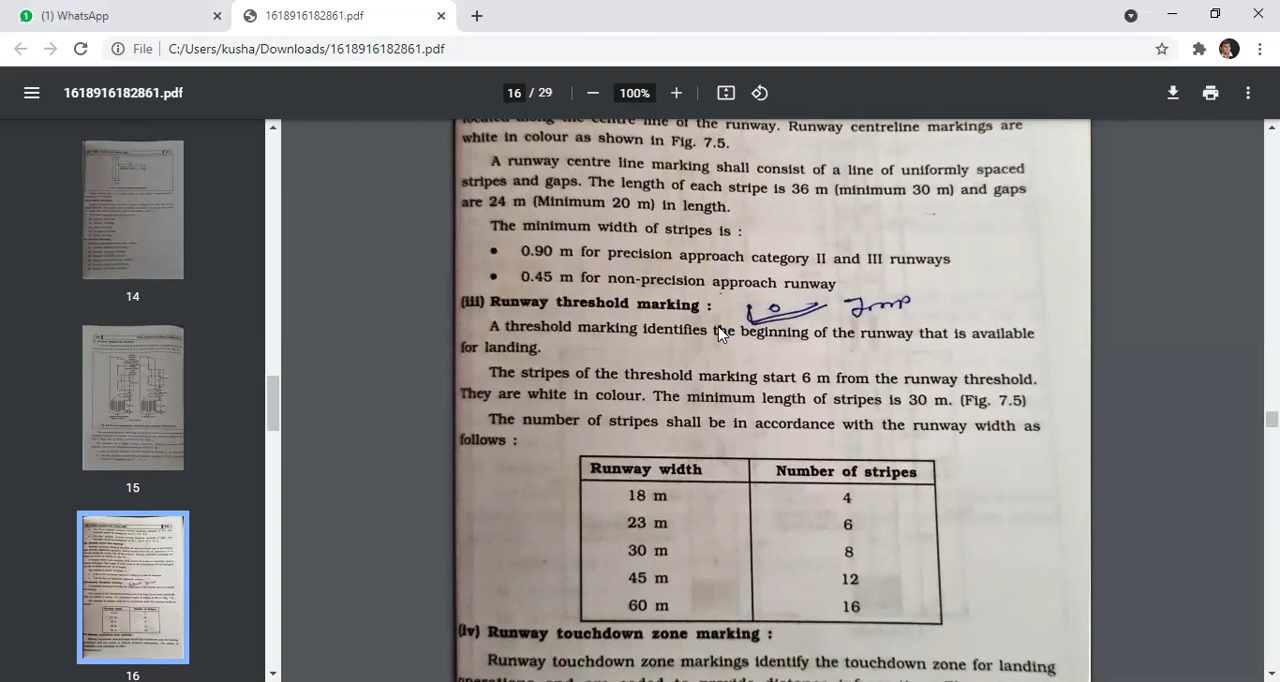 (1) WhatsApp
1618916182861.pdf
File
C:/Users/kusha/Downloads/1618916182861.pdf
1618916182861.pdf
16 / 29
100%
14
15
16
located along the centre line of the runway. Runway centreline markings are
white in colour as shown in Fig. 7.5.
A runway centre line marking shall consist of a line of uniformly spaced
stripes and gaps. The length of each stripe is 36 m (minimum 30 m) and gaps
are 24 m (Minimum 20 m) in length.
The minimum width of stripes is :
• 0.90 m for precision approach category II and III runways
• 0.45 m for non-precision approach runway
(iii) Runway threshold marking :
A threshold marking identifies the beginning of the runway that is available
for landing.
The stripes of the threshold marking start 6 m from the runway threshold.
They are white in colour. The minimum length of stripes is 30 m. (Fig. 7.5)
The number of stripes shall be in accordance with the runway width as
follows :
Runway width Number of stripes
18 m 4
23 m 6
30 m 8
45 m 12
60 m 16
(iv) Runway touchdown zone marking :
Runway touchdown zone markings identify the touchdown zone for landing